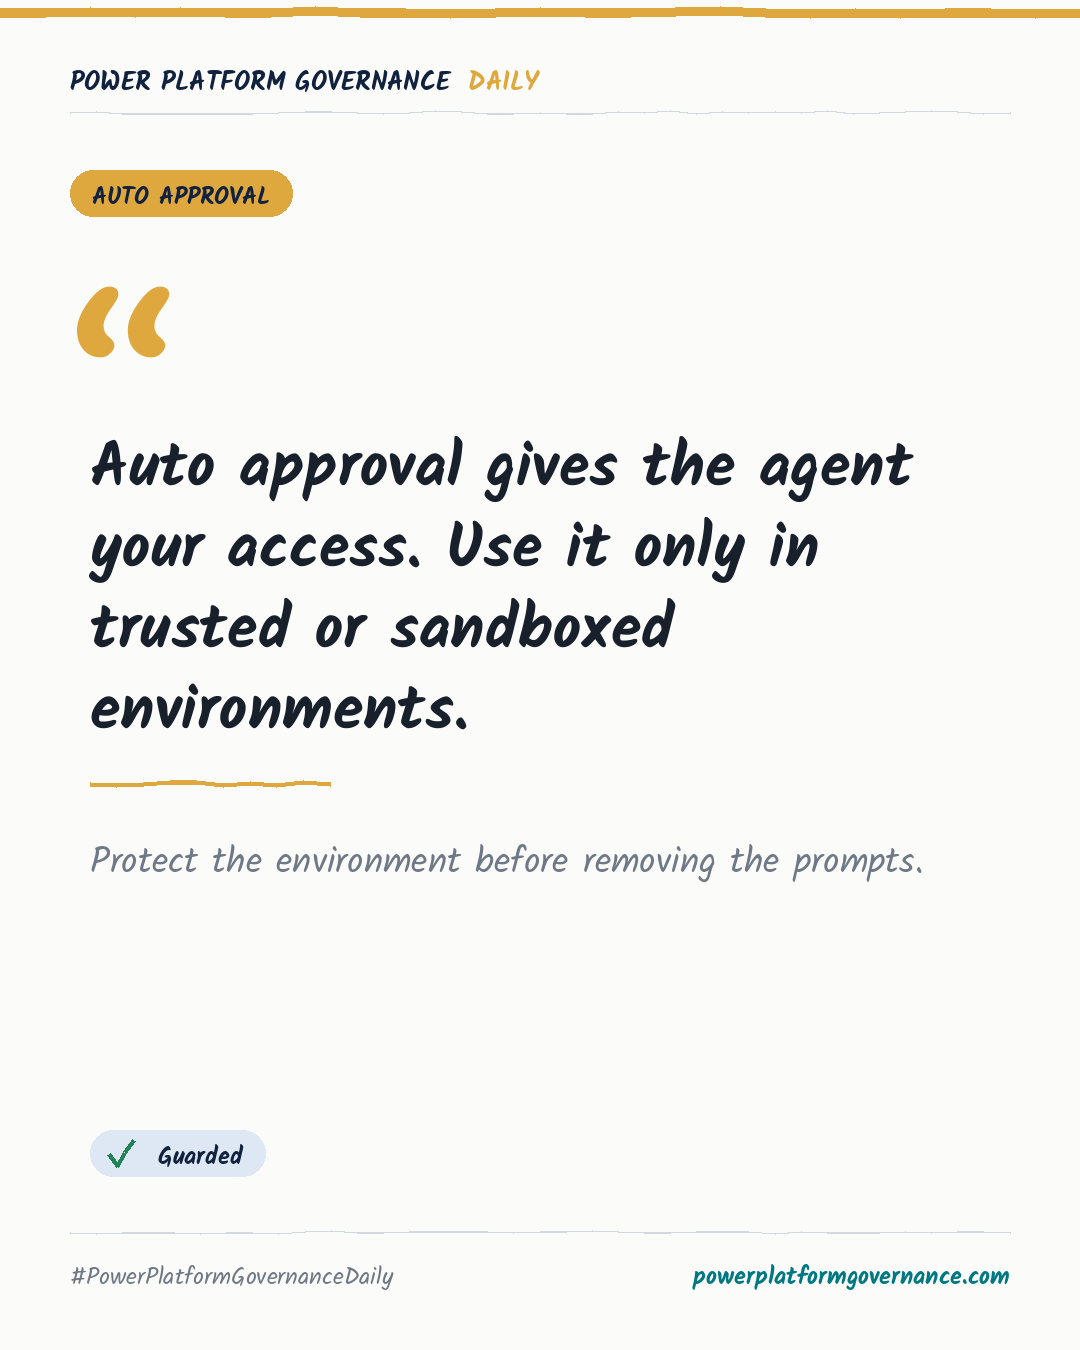 POWER PLATFORM GOVERNANCE DAILY
AUTO APPROVAL
“
Auto approval gives the agent
your access. Use it only in
trusted or sandboxed
environments.
Protect the environment before removing the prompts.
Guarded
#PowerPlatformGovernanceDaily
powerplatformgovernance.com